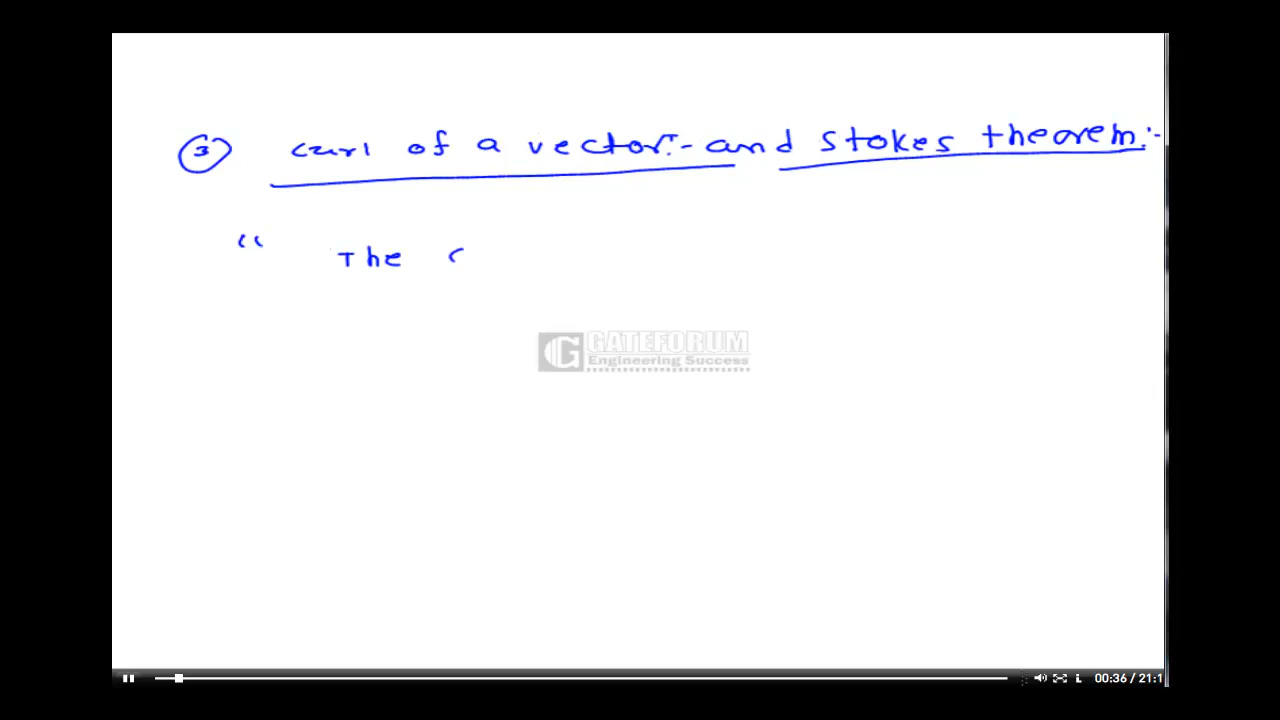 3 curl of a vector:- and stokes theorem:-
" The c
GATEFORUM
Engineering Success
00:36 / 21:1